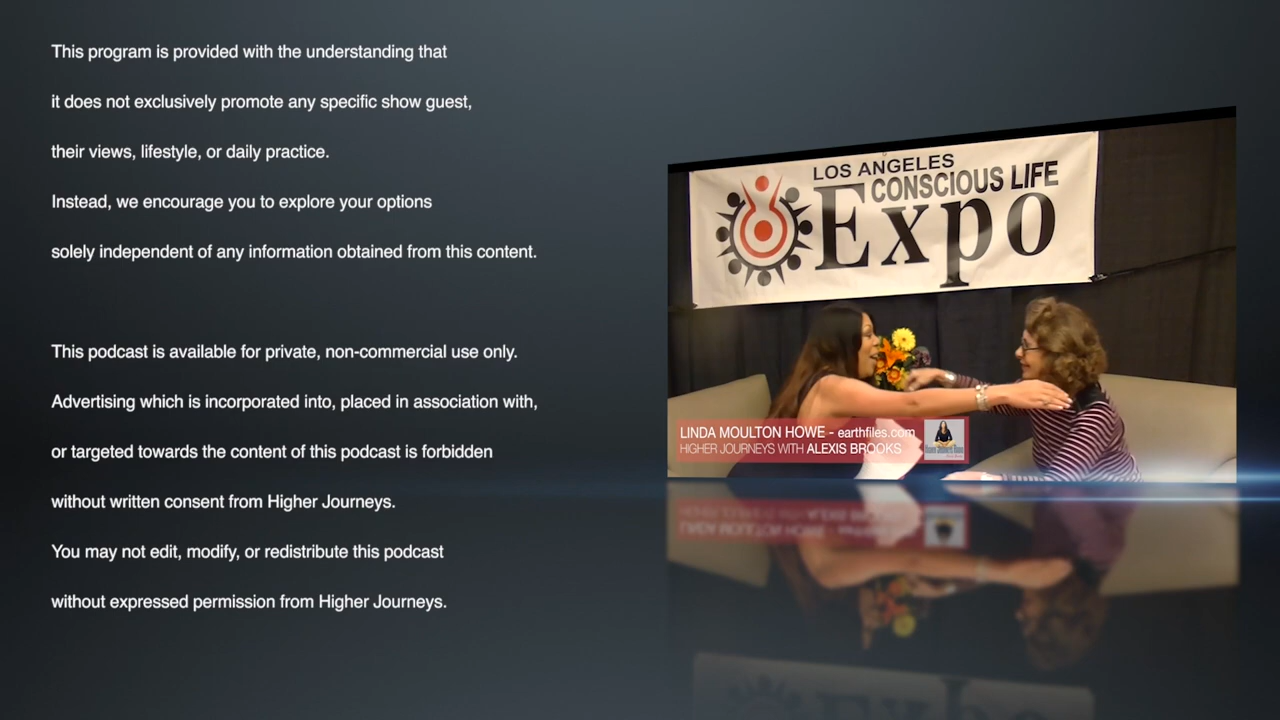 This program is provided with the understanding that
it does not exclusively promote any specific show guest,
their views, lifestyle, or daily practice.
Instead, we encourage you to explore your options
solely independent of any information obtained from this content.
This podcast is available for private, non-commercial use only.
Advertising which is incorporated into, placed in association with,
or targeted towards the content of this podcast is forbidden
without written consent from Higher Journeys.
You may not edit, modify, or redistribute this podcast
without expressed permission from Higher Journeys.
LOS ANGELES
CONSCIOUS LIFE
Expo
LINDA MOULTON HOWE - earthfiles.com
HIGHER JOURNEYS WITH ALEXIS BROOKS